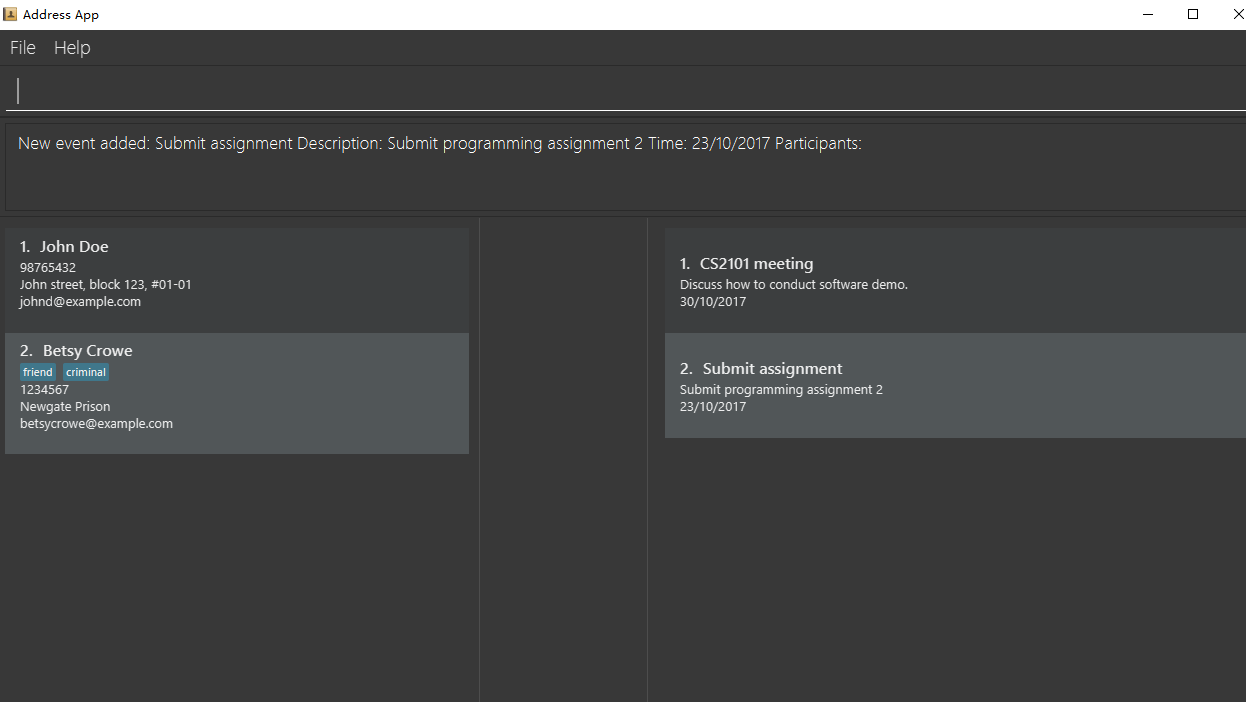 Address App
File Help
New event added: Submit assignment Description: Submit programming assignment 2 Time: 23/10/2017 Participants:
1. John Doe
98765432
John street, block 123, #01-01
johnd@example.com
2. Betsy Crowe
friend criminal
1234567
Newgate Prison
betsycrowe@example.com
1. CS2101 meeting
Discuss how to conduct software demo.
30/10/2017
2. Submit assignment
Submit programming assignment 2
23/10/2017